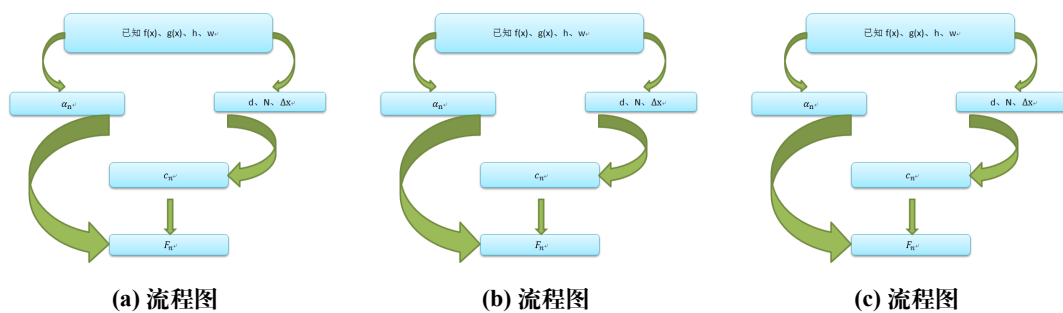 已知 f(x)、g(x)、h、w
αₙ
d、N、Δx
cₙ
Fₙ
(a) 流程图
已知 f(x)、g(x)、h、w
αₙ
d、N、Δx
cₙ
Fₙ
(b) 流程图
已知 f(x)、g(x)、h、w
αₙ
d、N、Δx
cₙ
Fₙ
(c) 流程图